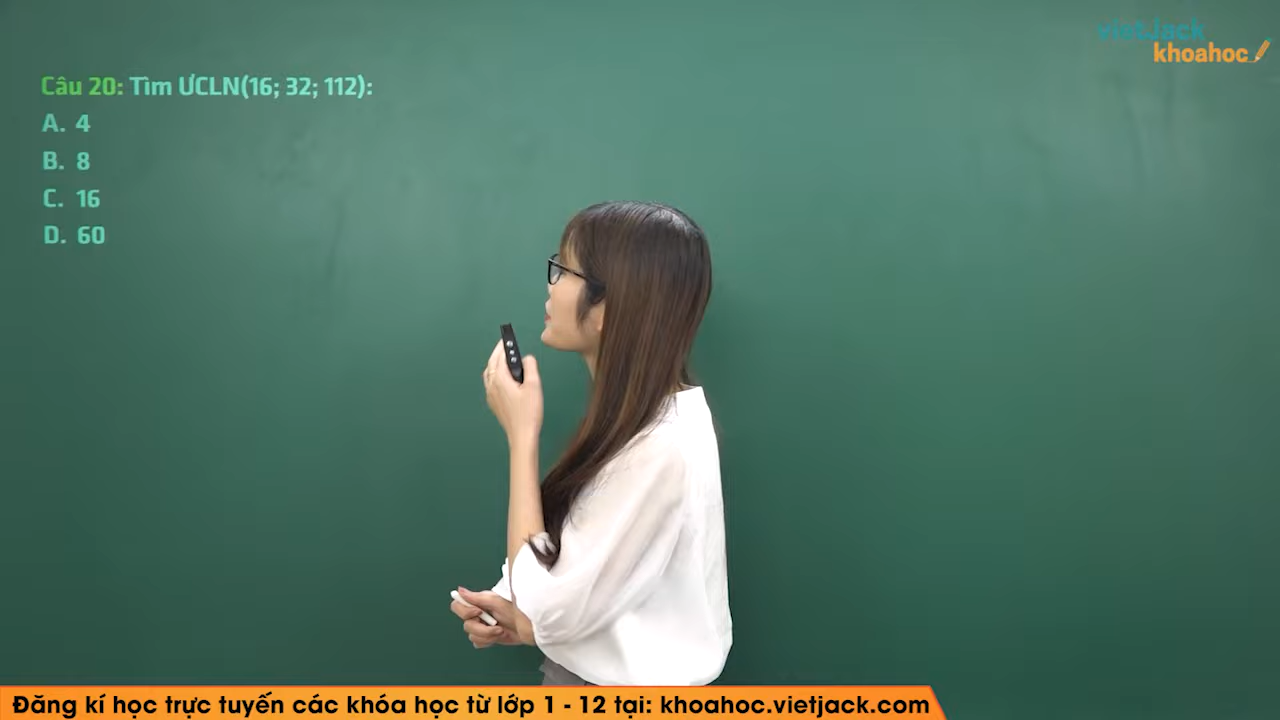 vietjack
khoahoc
Câu 20: Tìm ƯCLN(16; 32; 112):
A. 4
B. 8
C. 16
D. 60
Đăng kí học trực tuyến các khóa học từ lớp 1 - 12 tại: khoahoc.vietjack.com